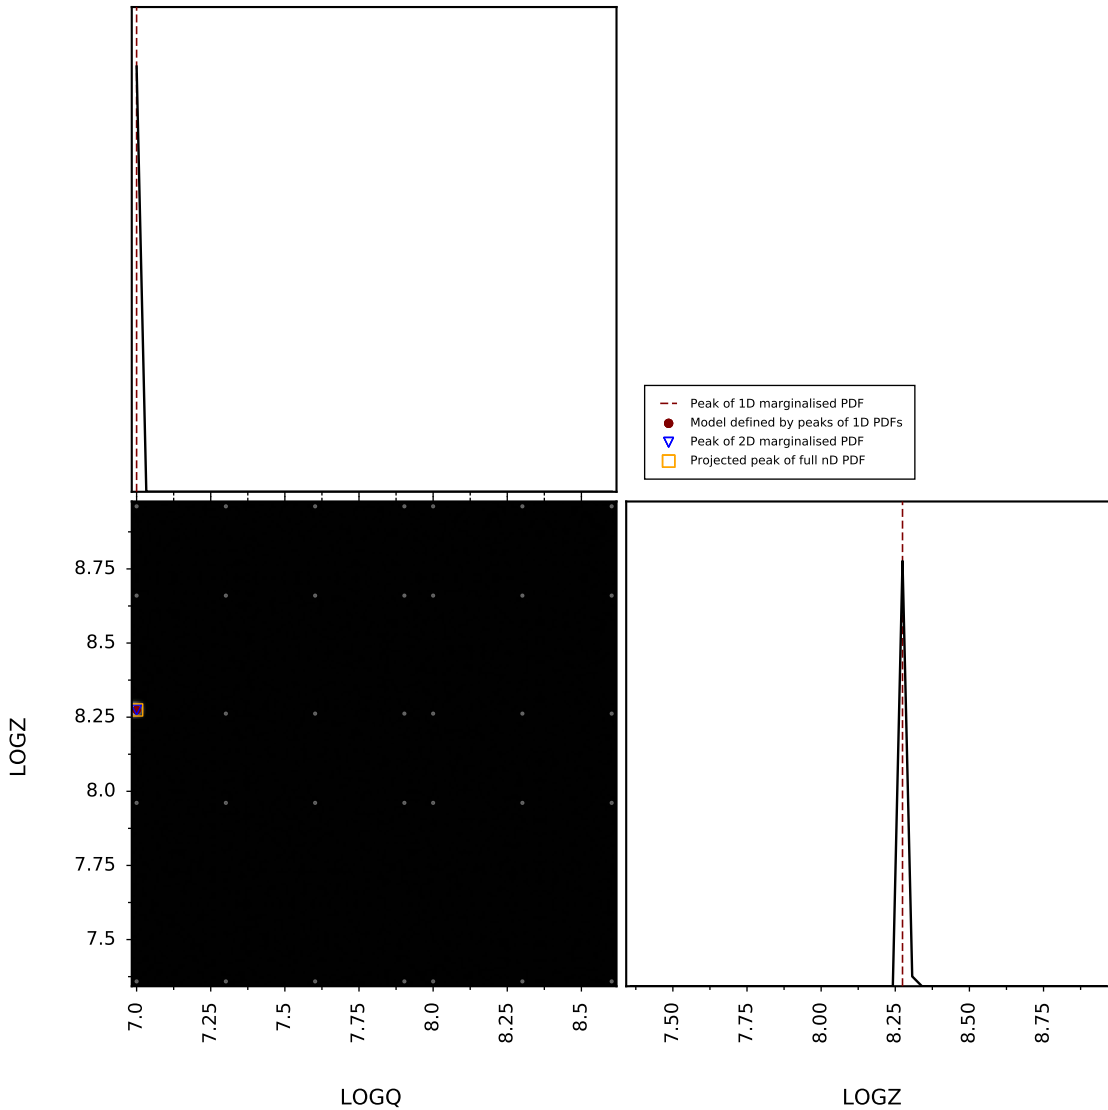 Peak of 1D marginalised PDF
Model defined by peaks of 1D PDFs
Peak of 2D marginalised PDF
Projected peak of full nD PDF
LOGZ
8.75
8.5
8.25
8.0
7.75
7.5
7.0
7.25
7.5
7.75
8.0
8.25
8.5
LOGQ
7.50
7.75
8.00
8.25
8.50
8.75
LOGZ